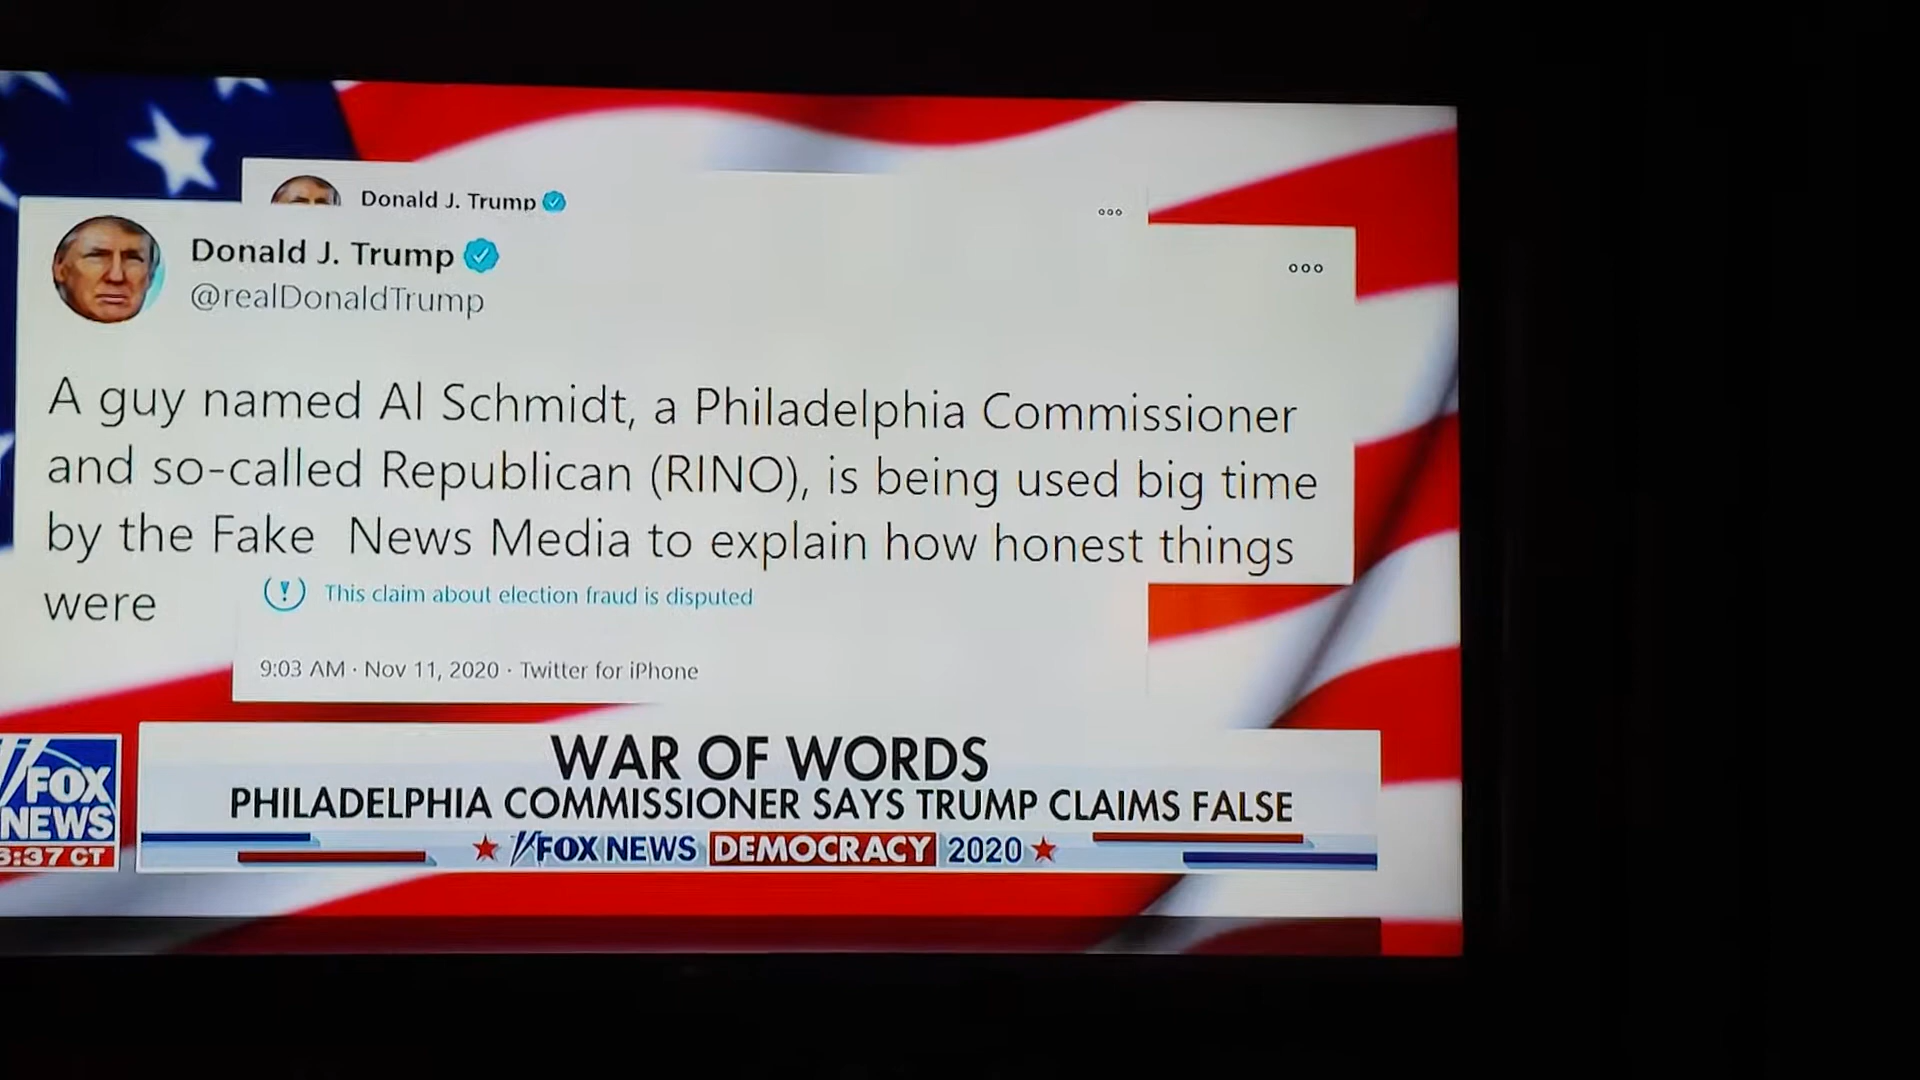 Donald J. Trump
Donald J. Trump
@realDonaldTrump
A guy named Al Schmidt, a Philadelphia Commissioner
and so-called Republican (RINO), is being used big time
by the Fake News Media to explain how honest things
were
This claim about election fraud is disputed
9:03 AM · Nov 11, 2020 · Twitter for iPhone
WAR OF WORDS
PHILADELPHIA COMMISSIONER SAYS TRUMP CLAIMS FALSE
FOX NEWS DEMOCRACY 2020
FOX
NEWS
:37 CT